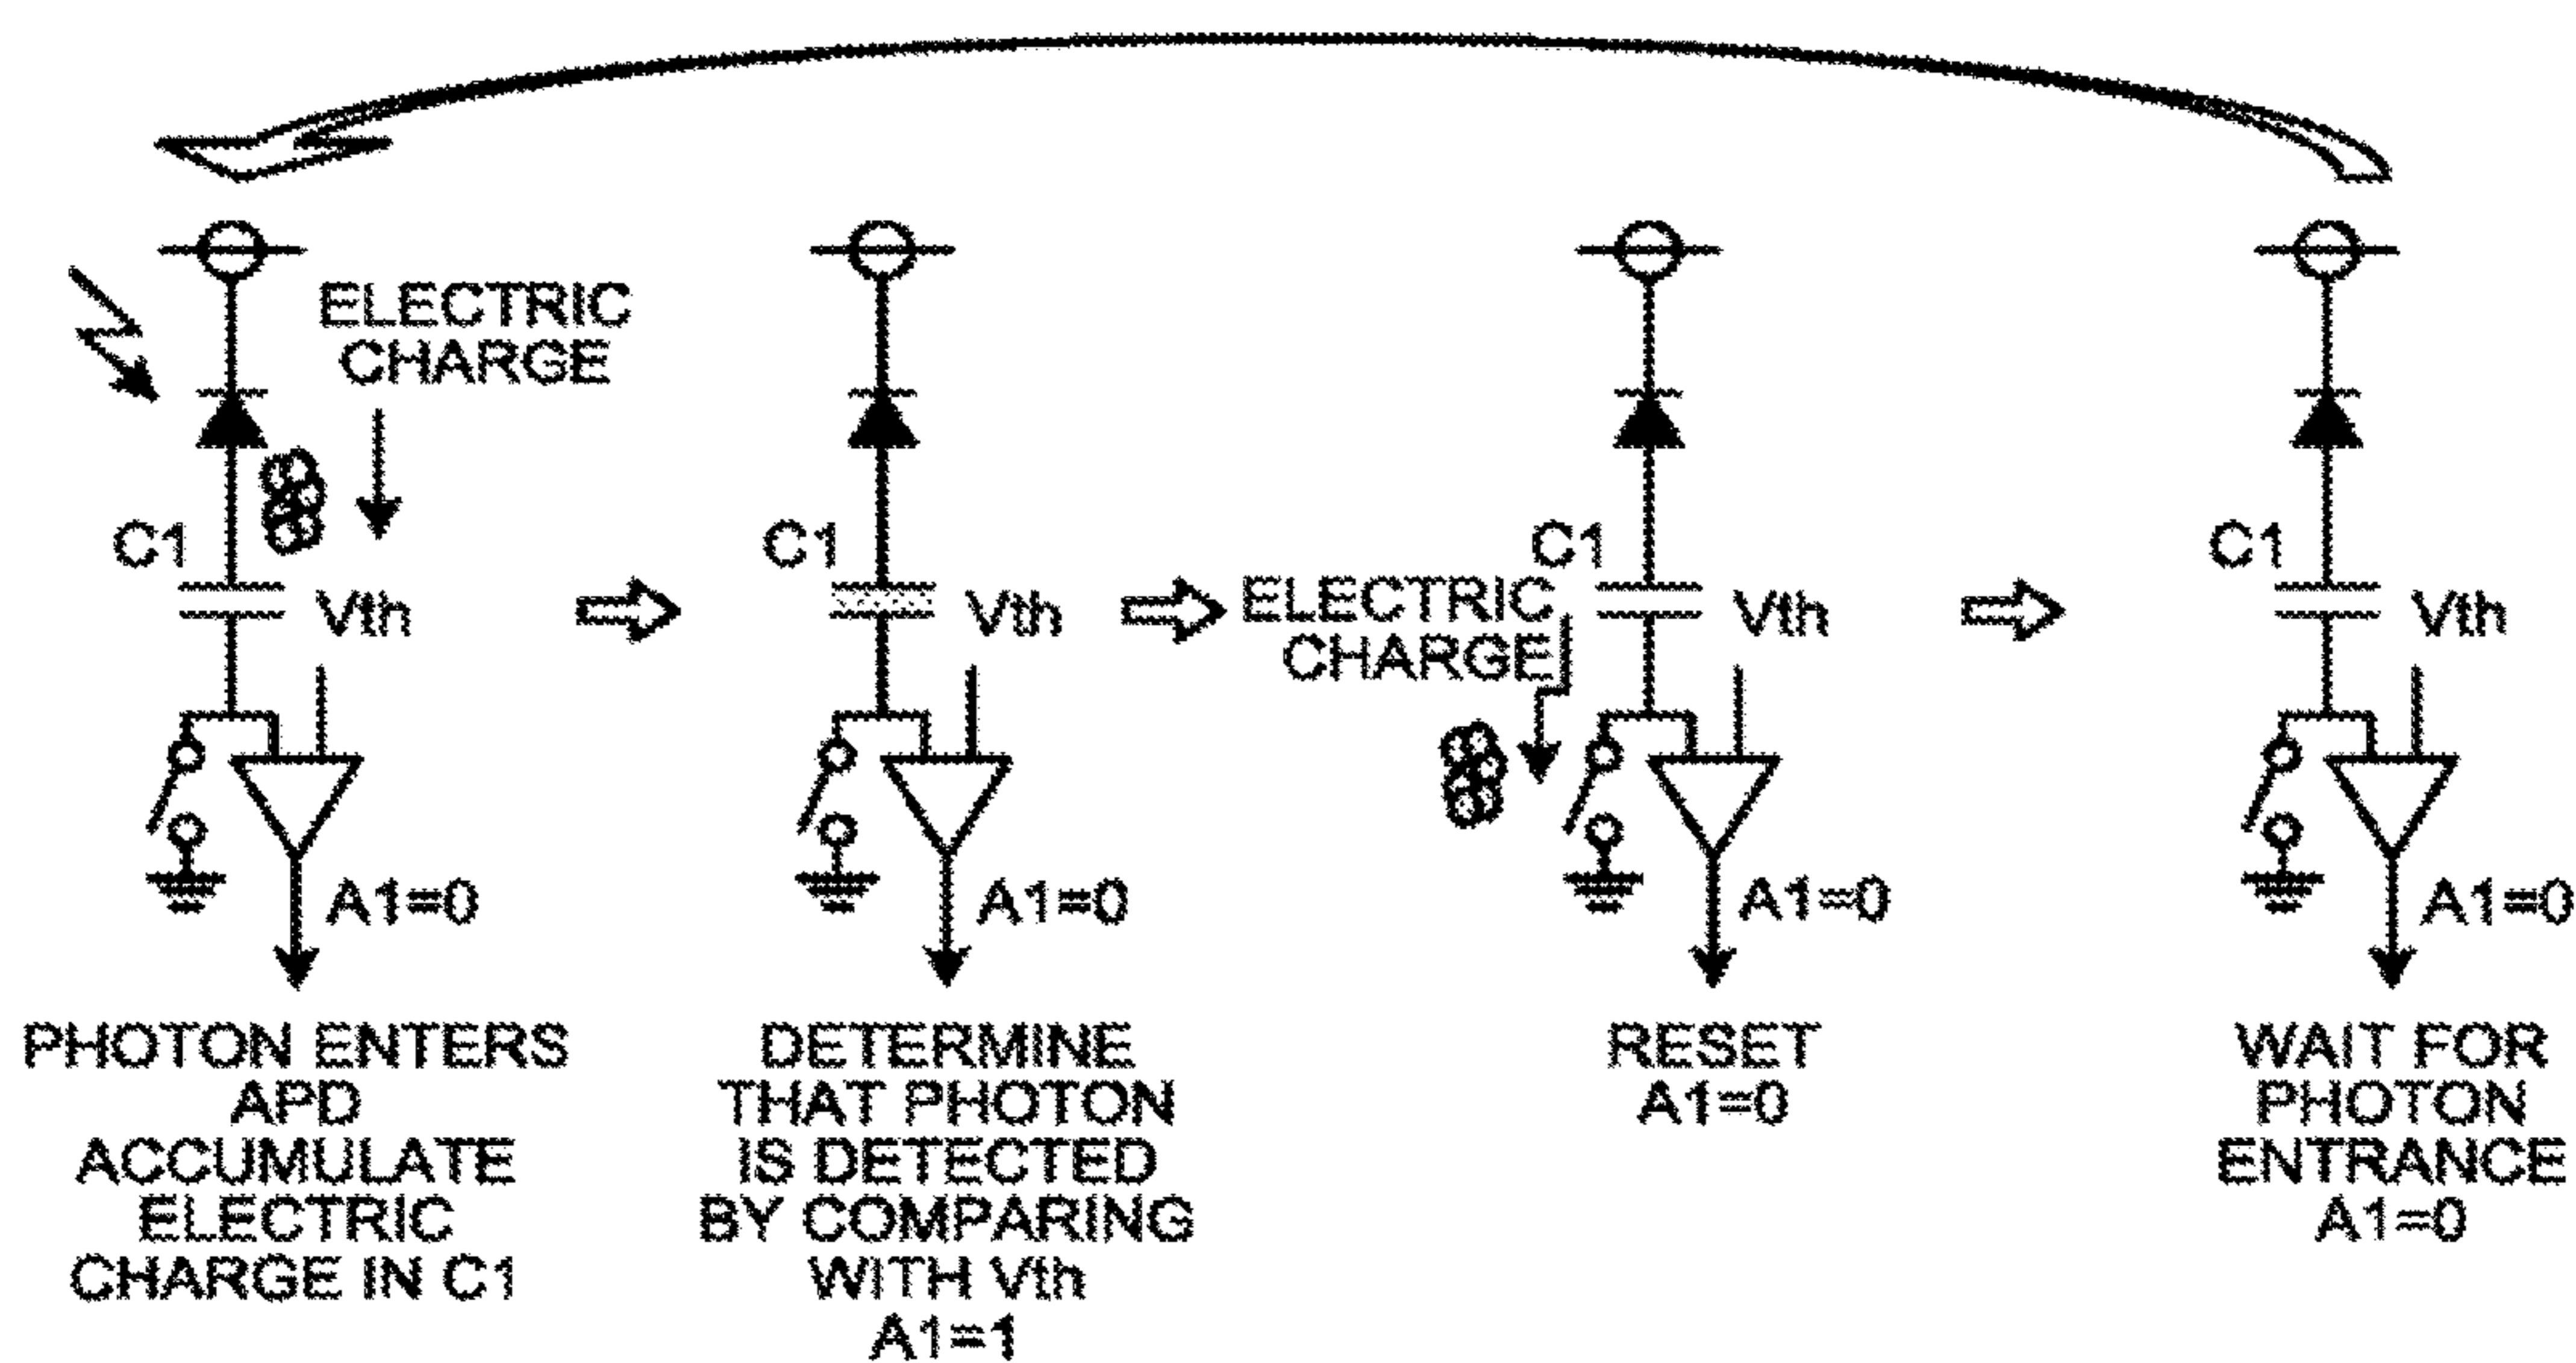 ELECTRIC
CHARGE
C1
Vth
A1=0
PHOTON ENTERS
APD
ACCUMULATE
ELECTRIC
CHARGE IN C1
C1
Vth
A1=0
DETERMINE
THAT PHOTON
IS DETECTED
BY COMPARING
WITH Vth
A1=1
ELECTRIC
CHARGE
C1
Vth
A1=0
RESET
A1=0
C1
Vth
A1=0
WAIT FOR
PHOTON
ENTRANCE
A1=0